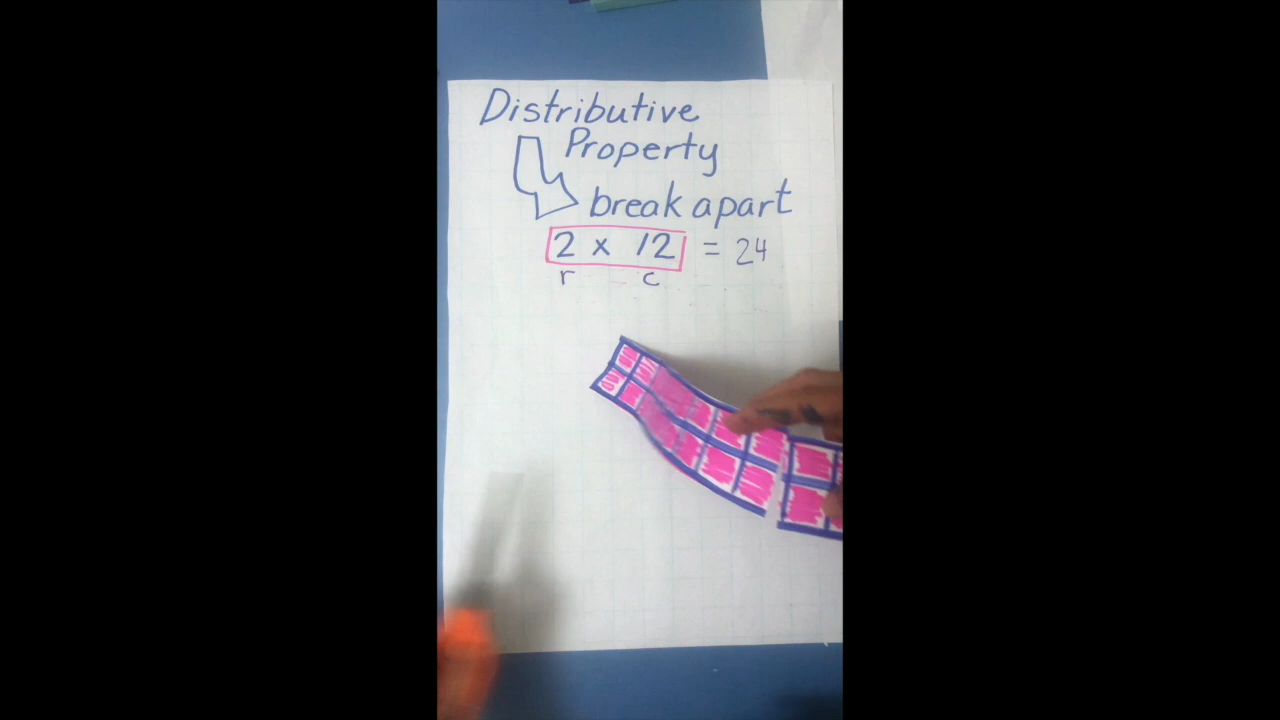 Distributive
Property
break apart
2 x 12 = 24
r c